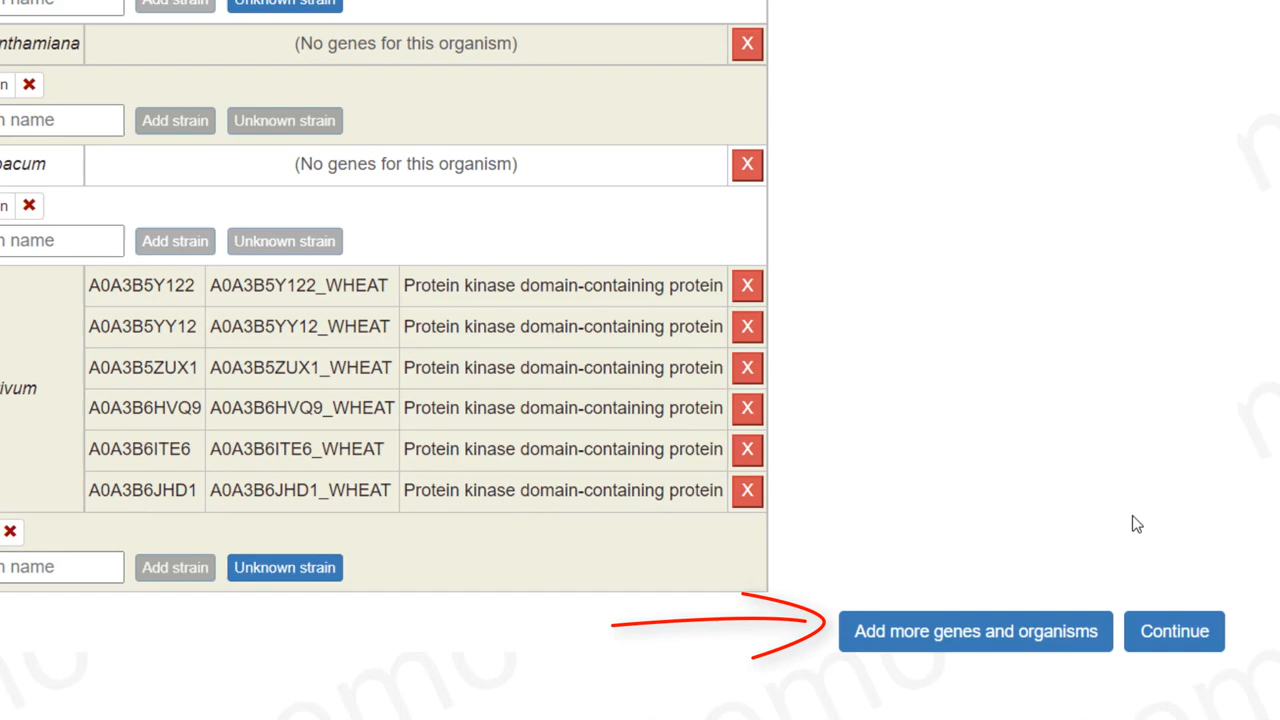 n name Add strain Unknown strain
nthamiana (No genes for this organism) X
n ✖
n name Add strain Unknown strain
pacum (No genes for this organism) X
n ✖
n name Add strain Unknown strain
A0A3B5Y122 A0A3B5Y122_WHEAT Protein kinase domain-containing protein X
A0A3B5YY12 A0A3B5YY12_WHEAT Protein kinase domain-containing protein X
A0A3B5ZUX1 A0A3B5ZUX1_WHEAT Protein kinase domain-containing protein X
ivum
A0A3B6HVQ9 A0A3B6HVQ9_WHEAT Protein kinase domain-containing protein X
A0A3B6ITE6 A0A3B6ITE6_WHEAT Protein kinase domain-containing protein X
A0A3B6JHD1 A0A3B6JHD1_WHEAT Protein kinase domain-containing protein X
✖
n name Add strain Unknown strain
Add more genes and organisms Continue